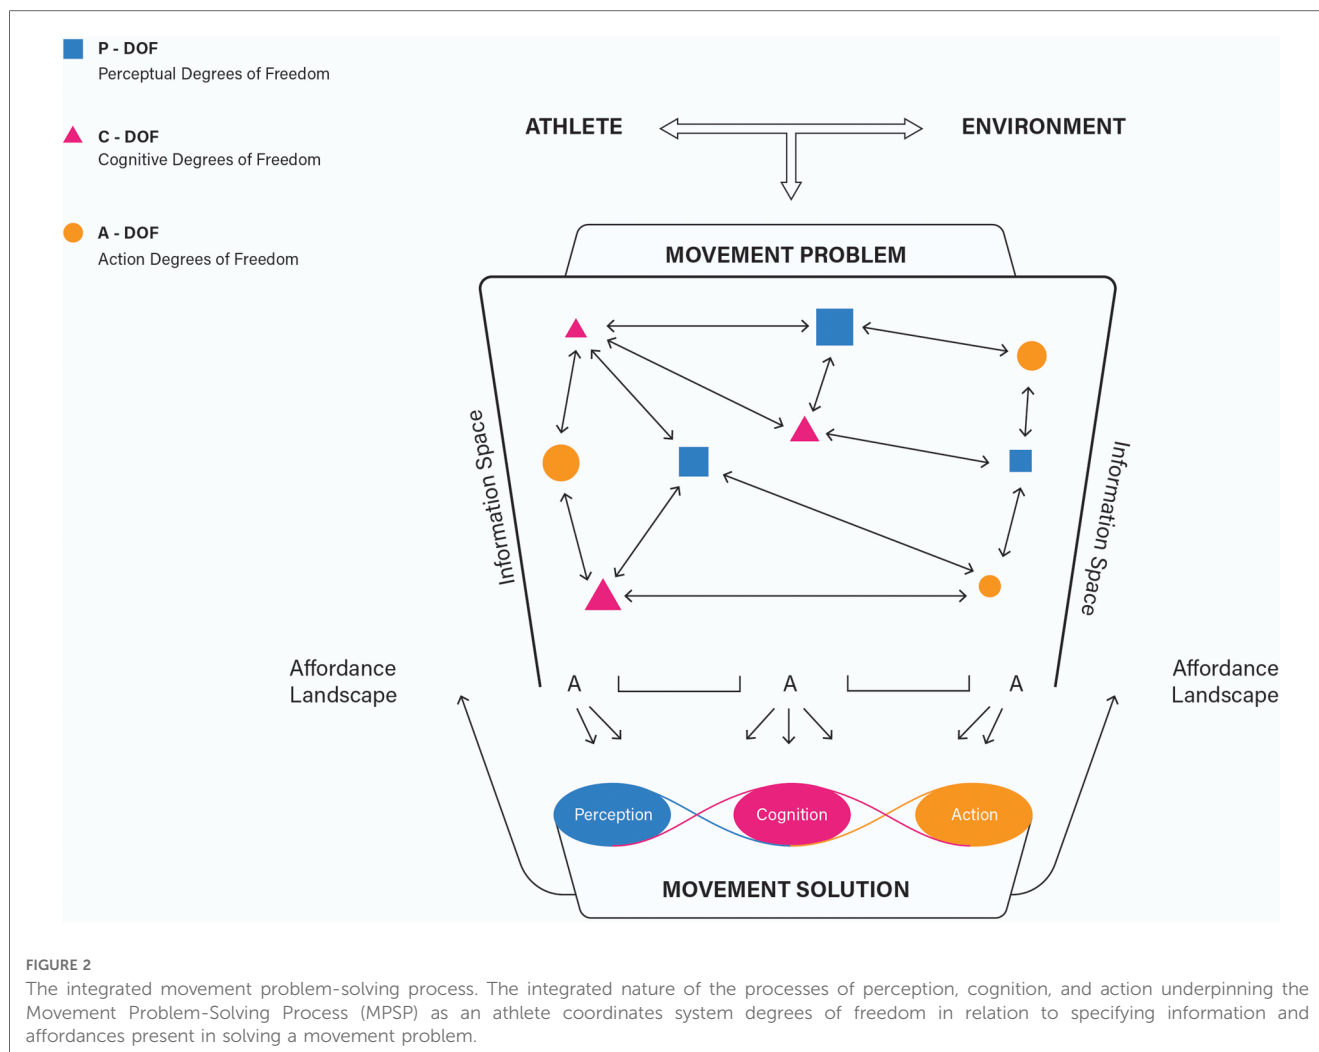 P - DOF
Perceptual Degrees of Freedom
C - DOF
Cognitive Degrees of Freedom
A - DOF
Action Degrees of Freedom
ATHLETE
ENVIRONMENT
MOVEMENT PROBLEM
Information Space
Information Space
Affordance
Landscape
Affordance
Landscape
A
A
A
Perception
Cognition
Action
MOVEMENT SOLUTION
FIGURE 2
The integrated movement problem-solving process. The integrated nature of the processes of perception, cognition, and action underpinning the
Movement Problem-Solving Process (MPSP) as an athlete coordinates system degrees of freedom in relation to specifying information and
affordances present in solving a movement problem.